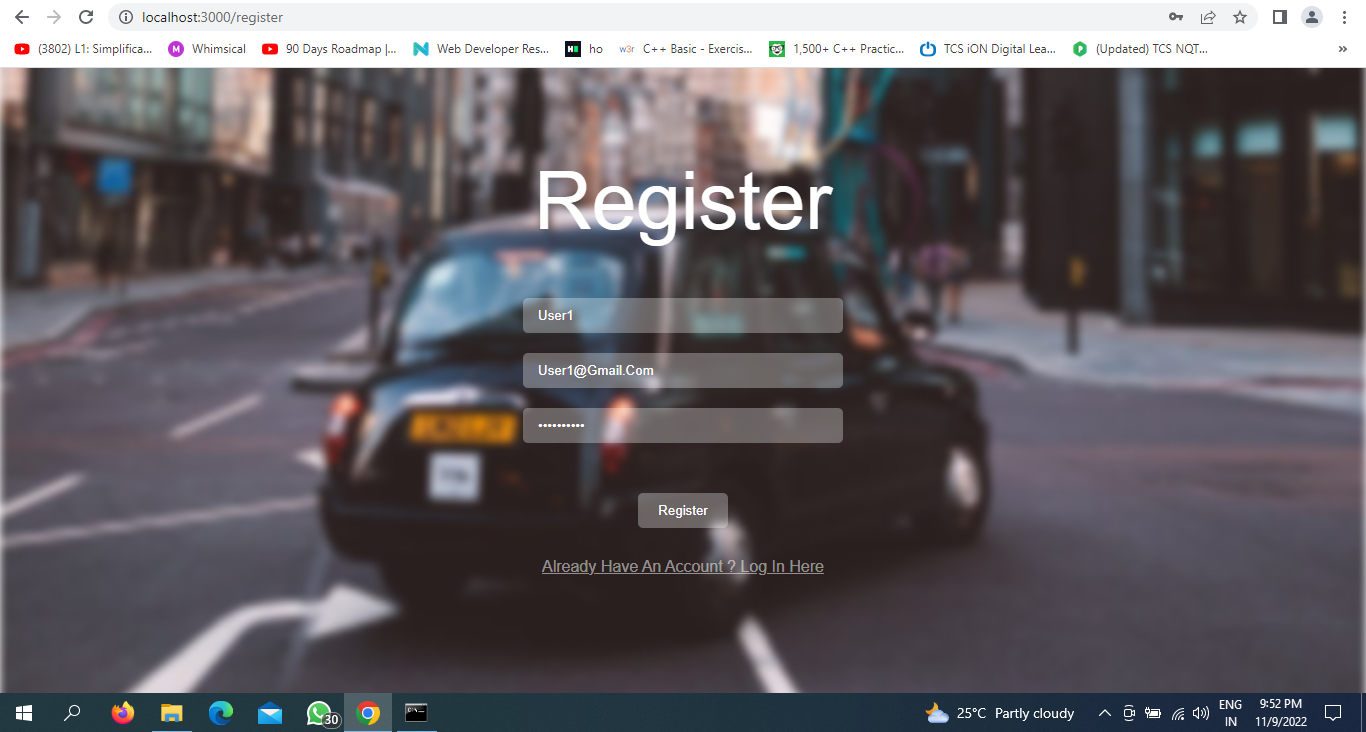 localhost:3000/register
(3802) L1: Simplifica...
Whimsical
90 Days Roadmap |...
Web Developer Res...
H
ho
w3r
C++ Basic - Exercis...
1,500+ C++ Practic...
TCS iON Digital Lea...
(Updated) TCS NQT...
»
Register
User1
User1@Gmail.Com
••••••••••
Register
Already Have An Account ? Log In Here
30
25°C Partly cloudy
ENG
IN
9:52 PM
11/9/2022